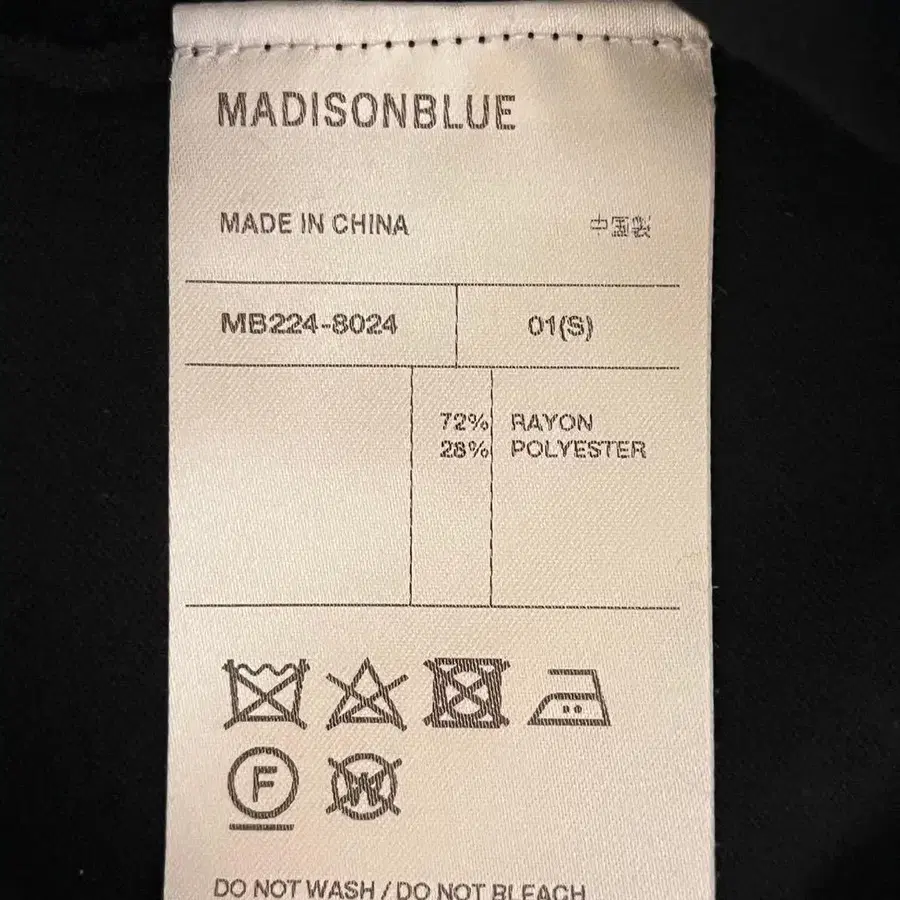 MADISONBLUE
MADE IN CHINA 中国製
MB224-8024 01(S)
72% RAYON
28% POLYESTER
F
W
DO NOT WASH / DO NOT BLEACH